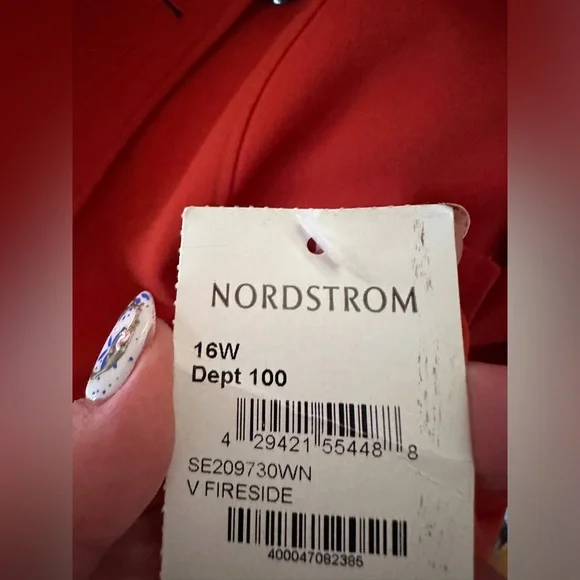 NORDSTROM
16W
Dept 100
4 29421 55448 8
SE209730WN
V FIRESIDE
400047082385